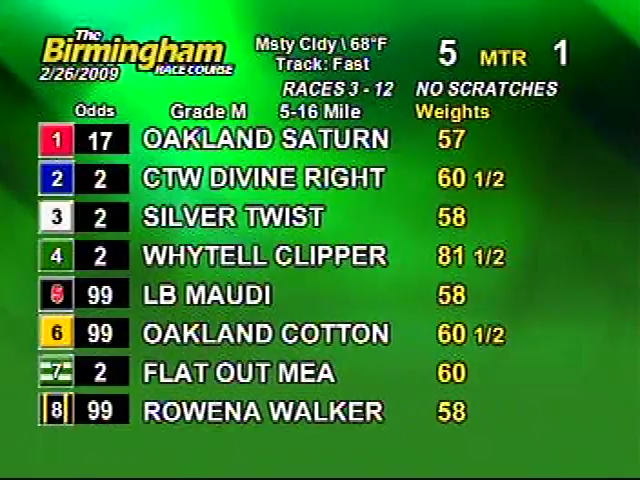 The
Birmingham
RACE COURSE
2/26/2009
Msty Cldy \ 68°F
Track: Fast
5 MTR 1
RACES 3 - 12 NO SCRATCHES
Odds Grade M 5-16 Mile Weights
1 17 OAKLAND SATURN 57
2 2 CTW DIVINE RIGHT 60 1/2
3 2 SILVER TWIST 58
4 2 WHYTELL CLIPPER 81 1/2
5 99 LB MAUDI 58
6 99 OAKLAND COTTON 60 1/2
7 2 FLAT OUT MEA 60
8 99 ROWENA WALKER 58